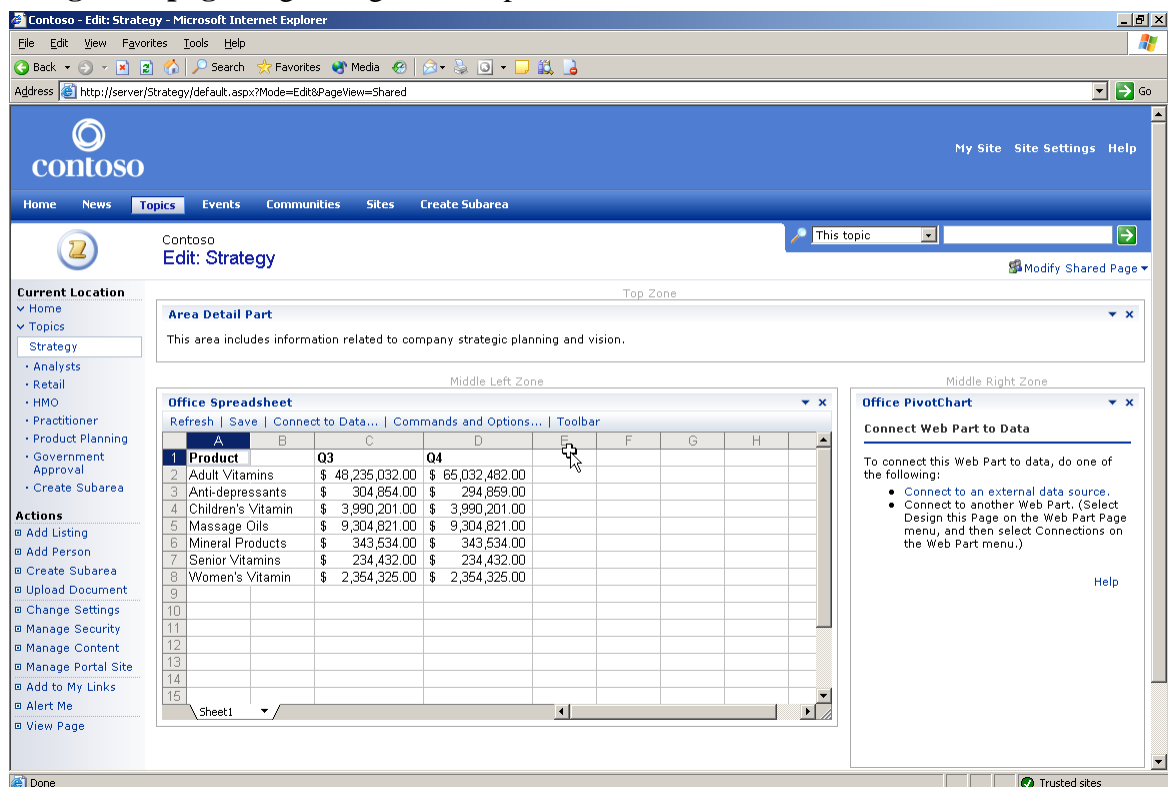 Contoso - Edit: Strategy - Microsoft Internet Explorer
File Edit View Favorites Tools Help
Back Search Favorites Media
Address http://server/Strategy/default.aspx?Mode=Edit&PageView=Shared Go
contoso
My Site Site Settings Help
Home News Topics Events Communities Sites Create Subarea
Contoso
Edit: Strategy
This topic
Modify Shared Page
Current Location
Home
Topics
Strategy
Analysts
Retail
HMO
Practitioner
Product Planning
Government
Approval
Create Subarea
Actions
Add Listing
Add Person
Create Subarea
Upload Document
Change Settings
Manage Security
Manage Content
Manage Portal Site
Add to My Links
Alert Me
View Page
Top Zone
Area Detail Part
This area includes information related to company strategic planning and vision.
Middle Left Zone
Office Spreadsheet
Refresh | Save | Connect to Data... | Commands and Options... | Toolbar
A B C D E F G H
1 Product Q3 Q4
2 Adult Vitamins $ 48,235,032.00 $ 65,032,482.00
3 Anti-depressants $ 304,854.00 $ 294,859.00
4 Children's Vitamin $ 3,990,201.00 $ 3,990,201.00
5 Massage Oils $ 9,304,821.00 $ 9,304,821.00
6 Mineral Products $ 343,534.00 $ 343,534.00
7 Senior Vitamins $ 234,432.00 $ 234,432.00
8 Women's Vitamin $ 2,354,325.00 $ 2,354,325.00
9
10
11
12
13
14
15
Sheet1
Middle Right Zone
Office PivotChart
Connect Web Part to Data
To connect this Web Part to data, do one of
the following:
Connect to an external data source.
Connect to another Web Part. (Select
Design this Page on the Web Part Page
menu, and then select Connections on
the Web Part menu.)
Help
Done
Trusted sites